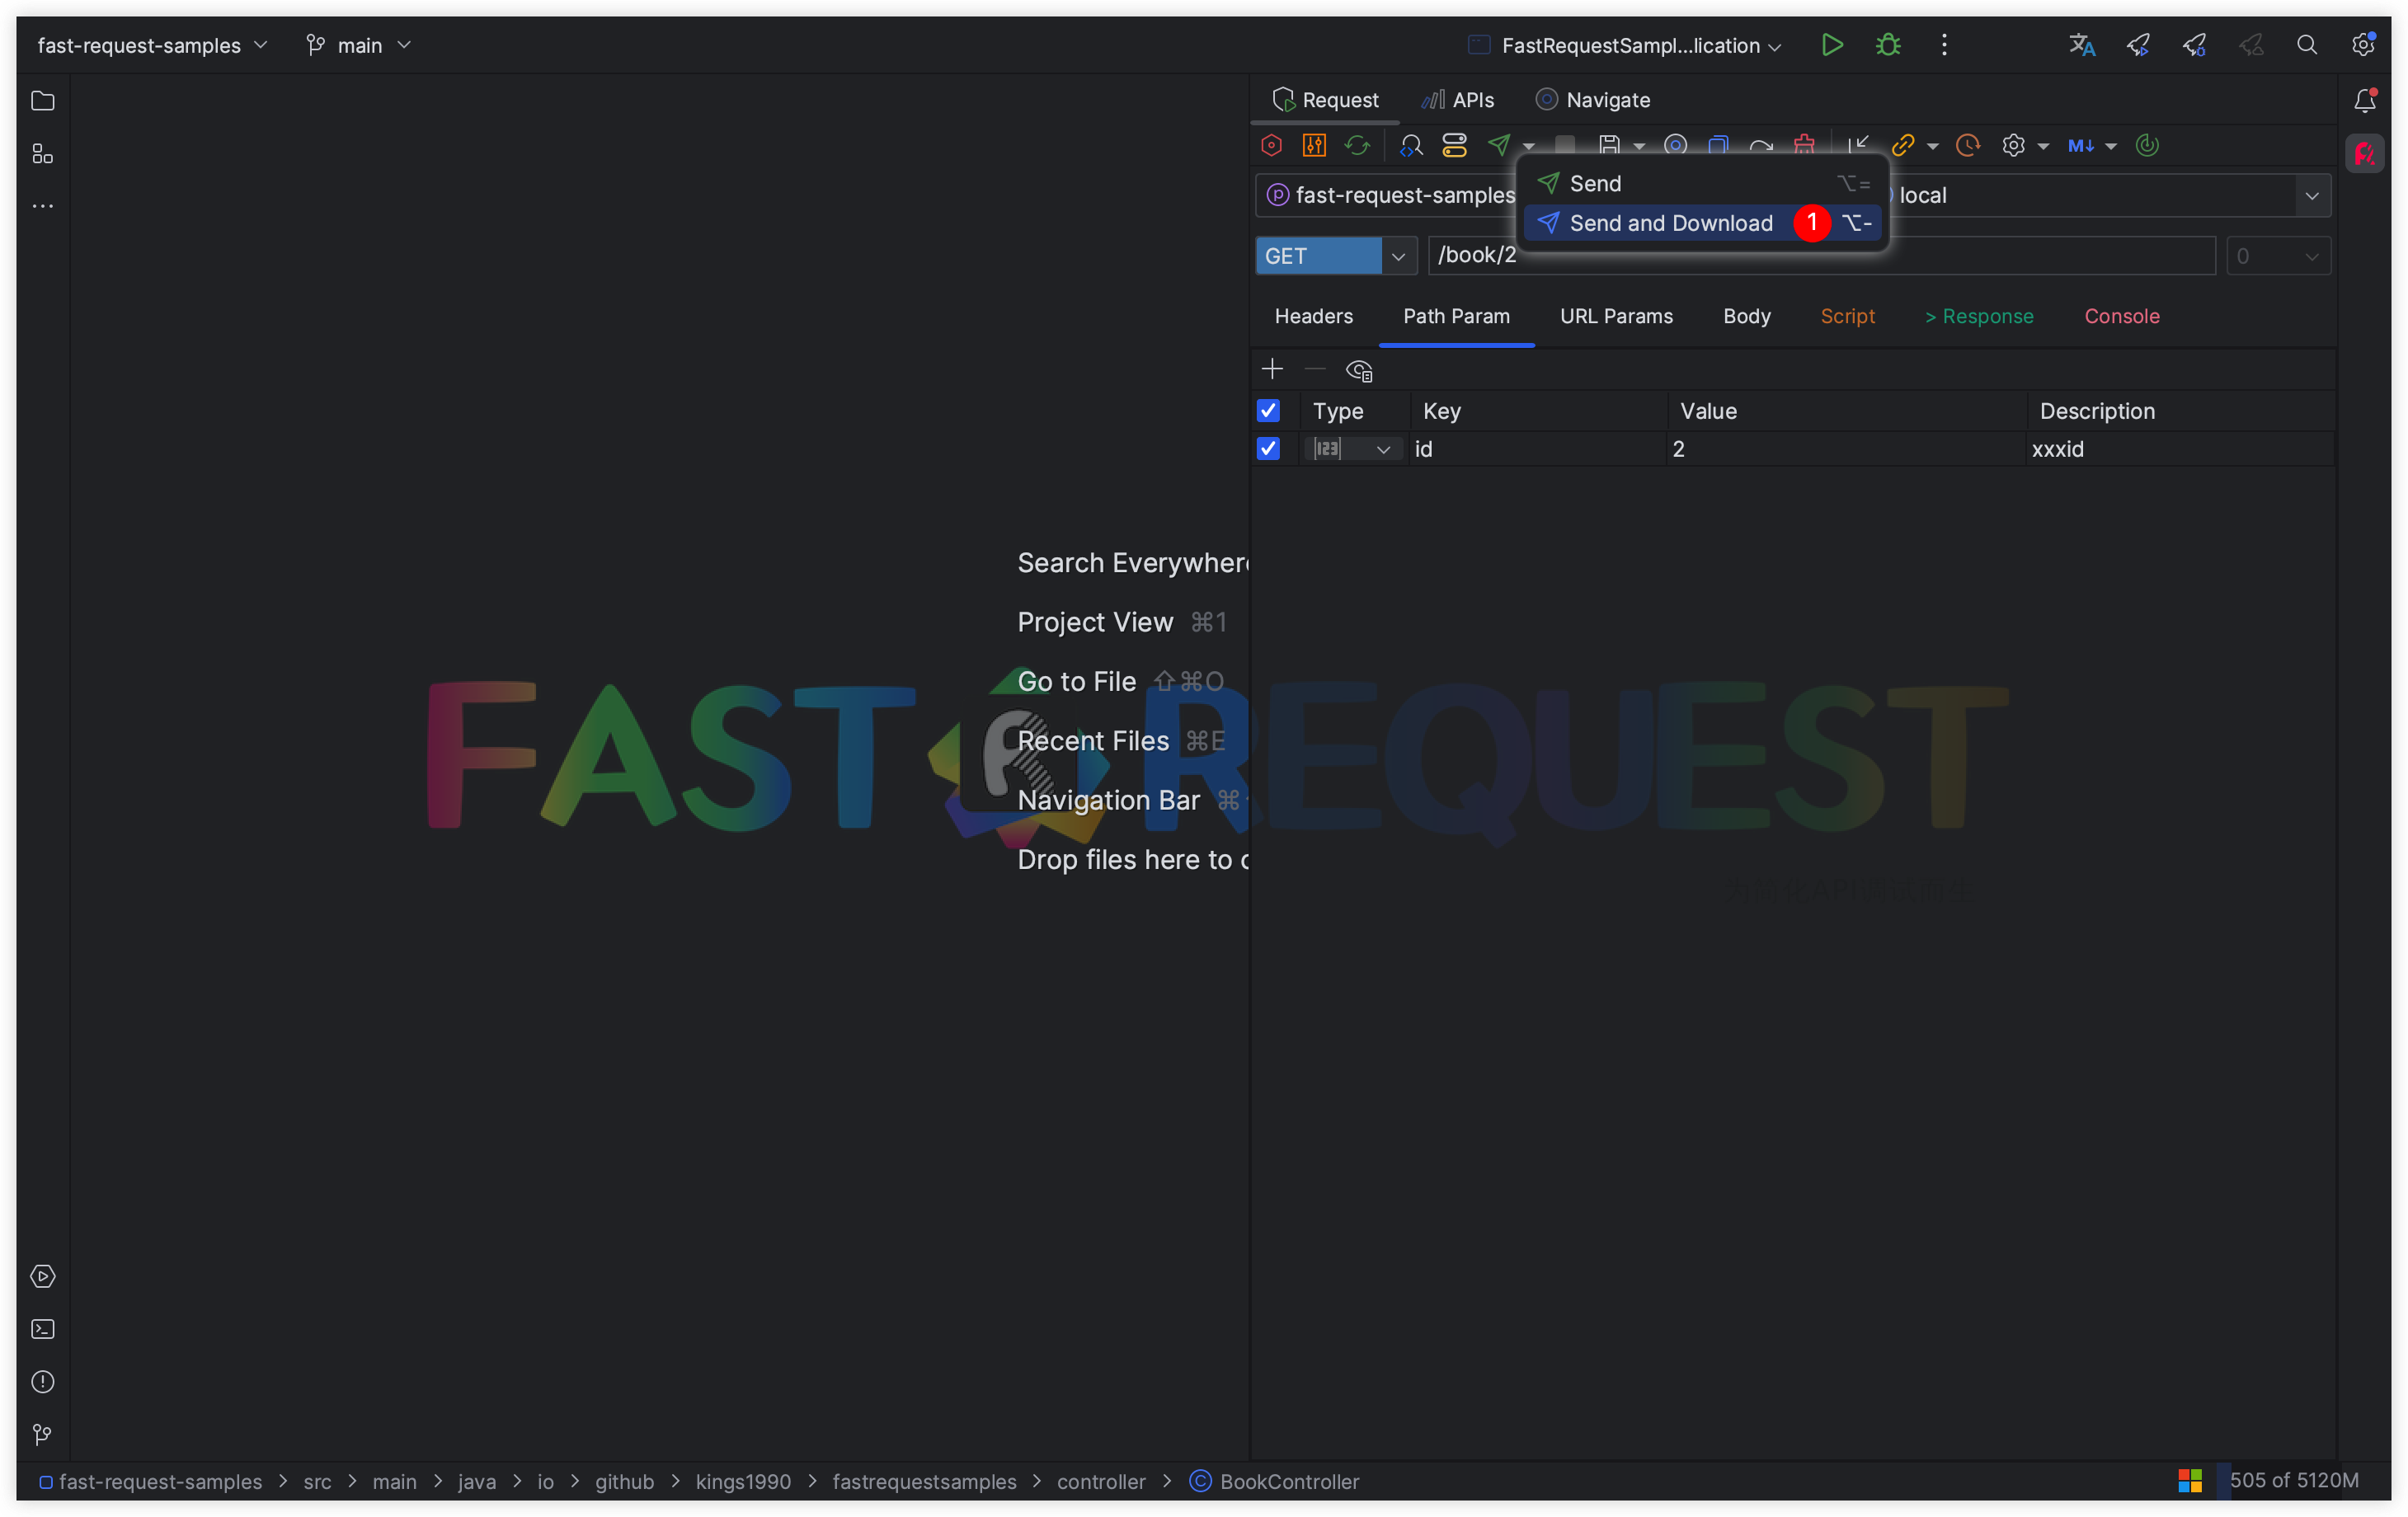 fast-request-samples
main
FastRequestSampl...lication
Request
APIs
Navigate
M↓
fast-request-samples
local
Send ⌥=
Send and Download 1 ⌥-
GET
/book/2
0
Headers
Path Param
URL Params
Body
Script
> Response
Console
Type
Key
Value
Description
123
id
2
xxxid
Search Everywhere
Project View ⌘1
Go to File ⇧⌘O
Recent Files ⌘E
Navigation Bar ⌘
Drop files here to
FAST REQUEST
fast-request-samples > src > main > java > io > github > kings1990 > fastrequestsamples > controller > BookController
505 of 5120M